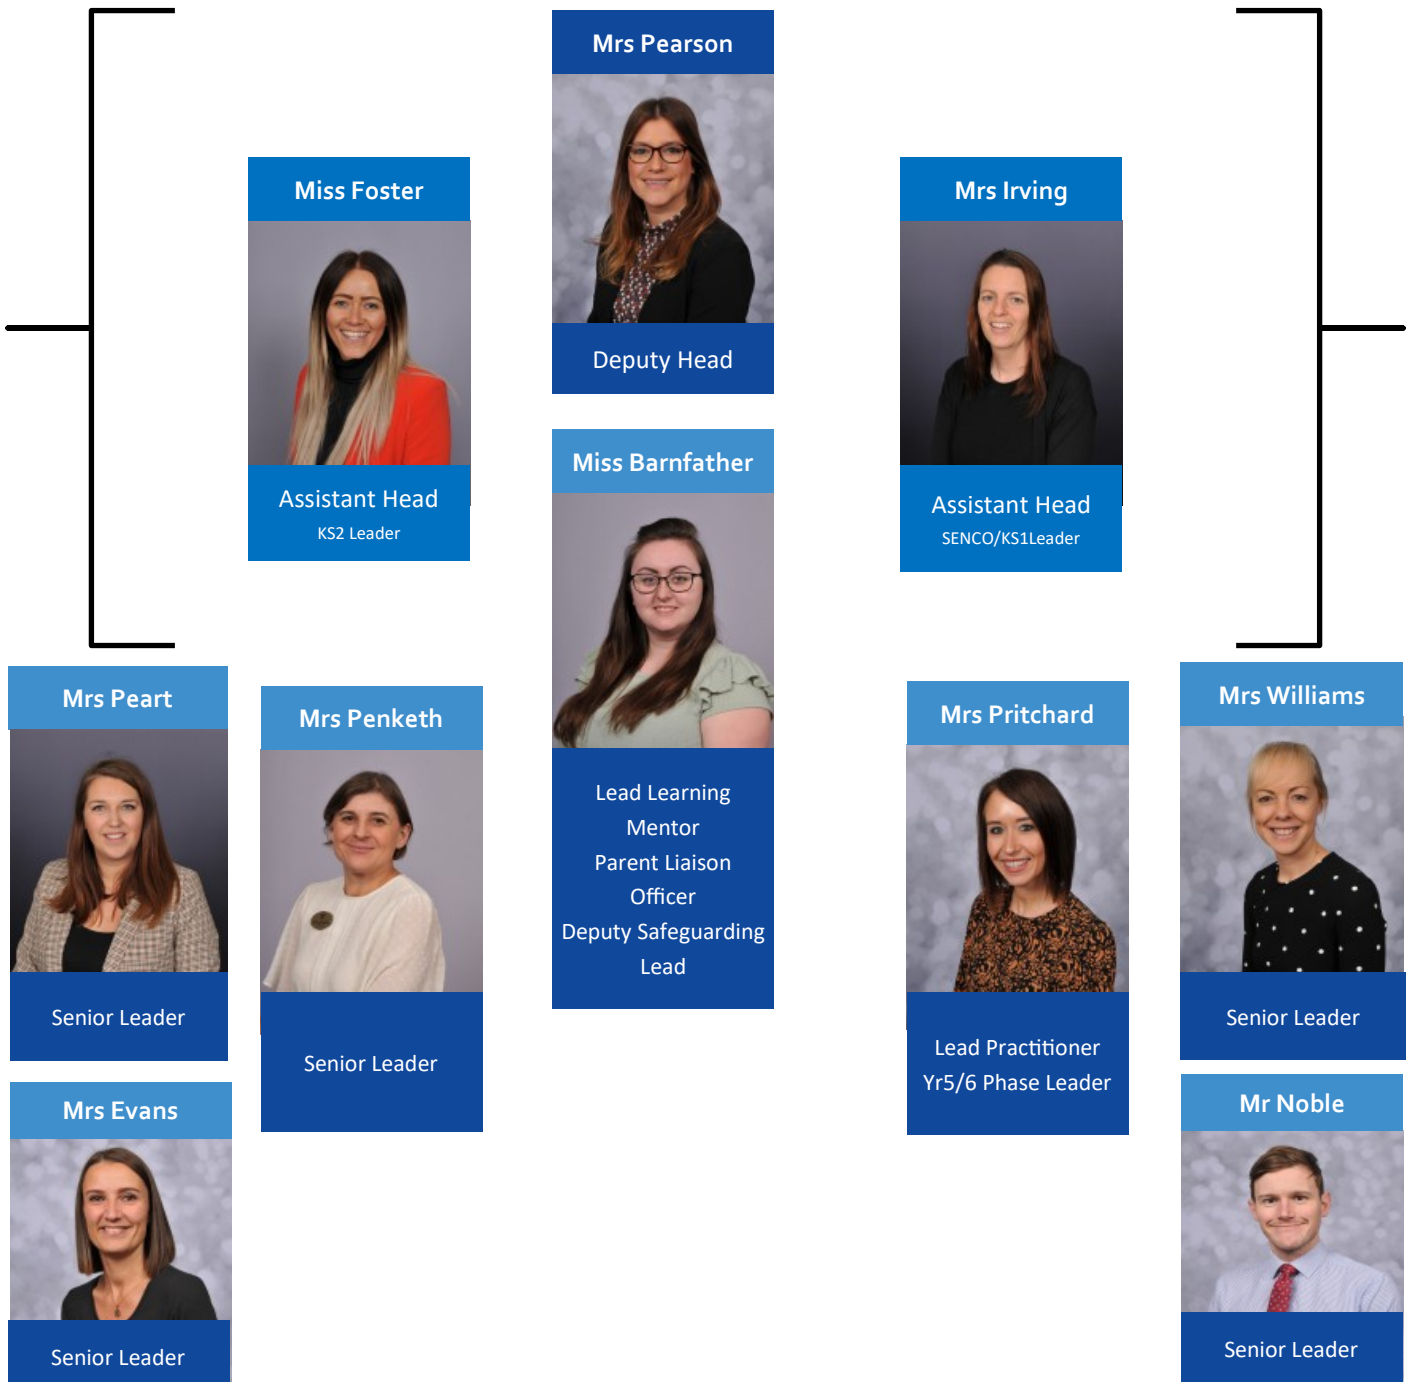 Mrs Pearson
Deputy Head
Miss Foster
Assistant Head
KS2 Leader
Mrs Irving
Assistant Head
SENCO/KS1Leader
Miss Barnfather
Lead Learning
Mentor
Parent Liaison
Officer
Deputy Safeguarding
Lead
Mrs Peart
Senior Leader
Mrs Penketh
Senior Leader
Mrs Pritchard
Lead Practitioner
Yr5/6 Phase Leader
Mrs Williams
Senior Leader
Mrs Evans
Senior Leader
Mr Noble
Senior Leader